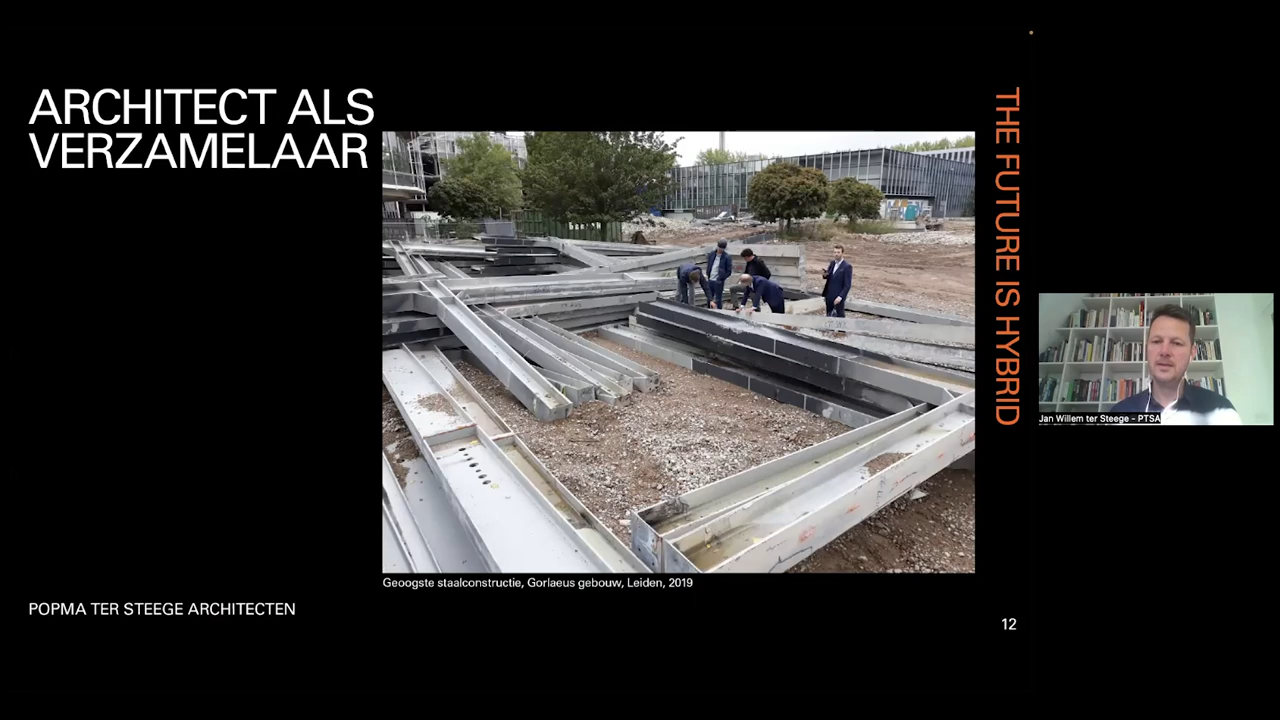 ARCHITECT ALS
VERZAMELAAR
THE FUTURE IS HYBRID
Jan Willem ter Steege - PTSA
Geoogste staalconstructie, Gorlaeus gebouw, Leiden, 2019
POPMA TER STEEGE ARCHITECTEN
12